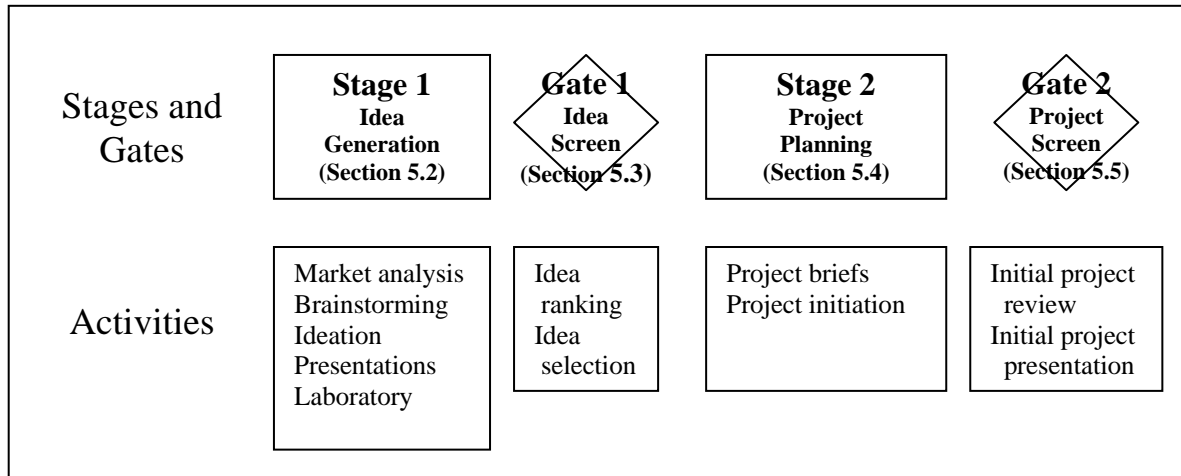 Stages and
Gates
Stage 1
Idea
Generation
(Section 5.2)
Gate 1
Idea
Screen
(Section 5.3)
Stage 2
Project
Planning
(Section 5.4)
Gate 2
Project
Screen
(Section 5.5)
Activities
Market analysis
Brainstorming
Ideation
Presentations
Laboratory
Idea
ranking
Idea
selection
Project briefs
Project initiation
Initial project
review
Initial project
presentation